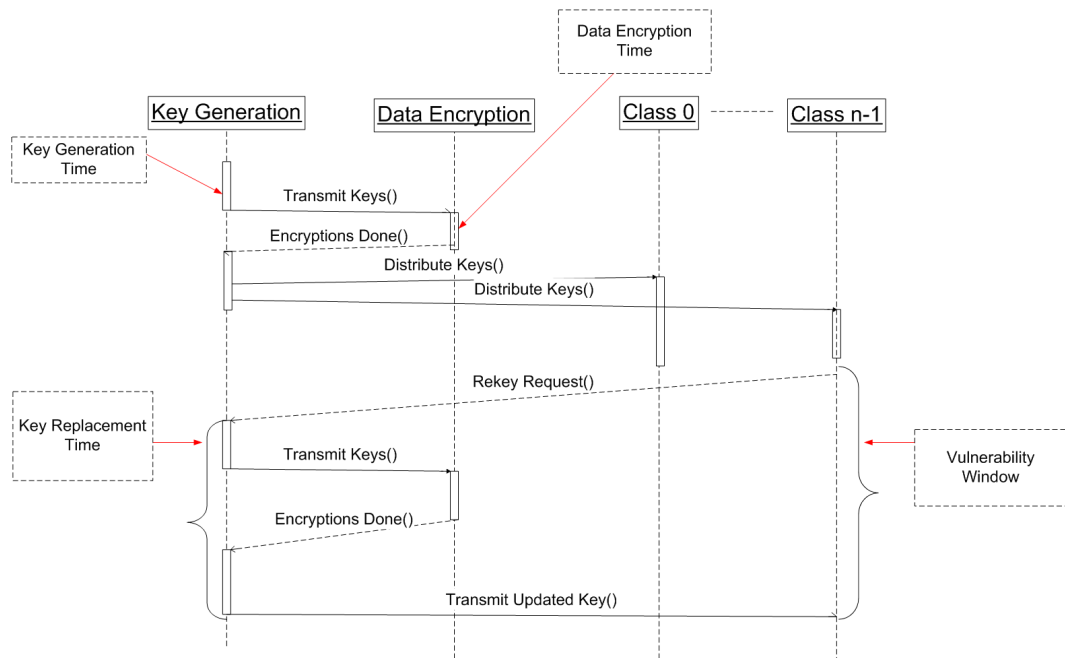 Data Encryption
Time
Key Generation
Data Encryption
Class 0
Class n-1
Key Generation
Time
Transmit Keys()
Encryptions Done()
Distribute Keys()
Distribute Keys()
Rekey Request()
Key Replacement
Time
Transmit Keys()
Vulnerability
Window
Encryptions Done()
Transmit Updated Key()